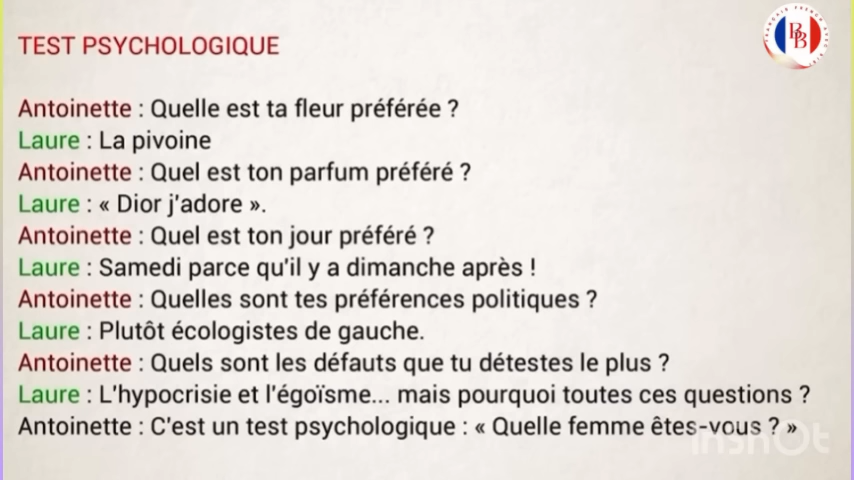 TEST PSYCHOLOGIQUE
Antoinette : Quelle est ta fleur préférée ?
Laure : La pivoine
Antoinette : Quel est ton parfum préféré ?
Laure : « Dior j'adore ».
Antoinette : Quel est ton jour préféré ?
Laure : Samedi parce qu'il y a dimanche après !
Antoinette : Quelles sont tes préférences politiques ?
Laure : Plutôt écologistes de gauche.
Antoinette : Quels sont les défauts que tu détestes le plus ?
Laure : L'hypocrisie et l'égoïsme... mais pourquoi toutes ces questions ?
Antoinette : C'est un test psychologique : « Quelle femme êtes-vous ? »
InShOt